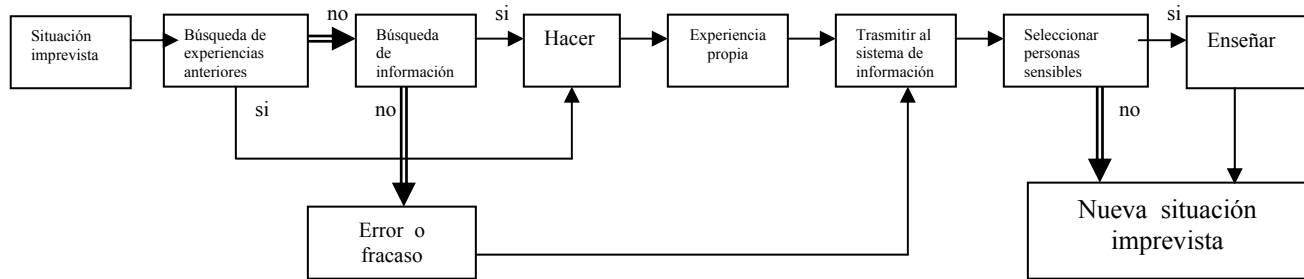 Situación
imprevista
Búsqueda de
experiencias
anteriores
no
si
Búsqueda
de
información
si
no
Hacer
Experiencia
propia
Trasmitir al
sistema de
información
Seleccionar
personas
sensibles
si
no
Enseñar
Error o
fracaso
Nueva situación
imprevista